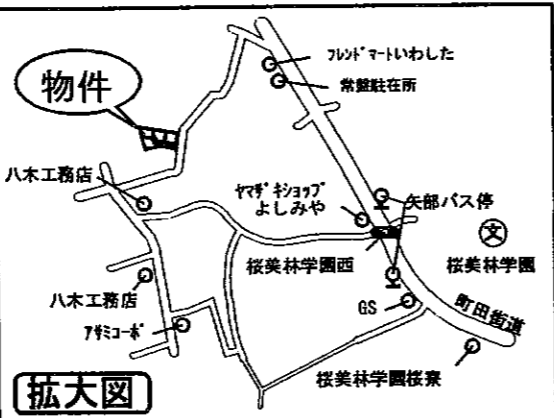 フレンドマートいわした
常盤駐在所
物件
八木工務店
ヤマザキショップ
よしみや
矢部バス停
文
桜美林学園西
桜美林学園
八木工務店
GS
町田街道
アサミコーポ
桜美林学園桜寮
拡大図